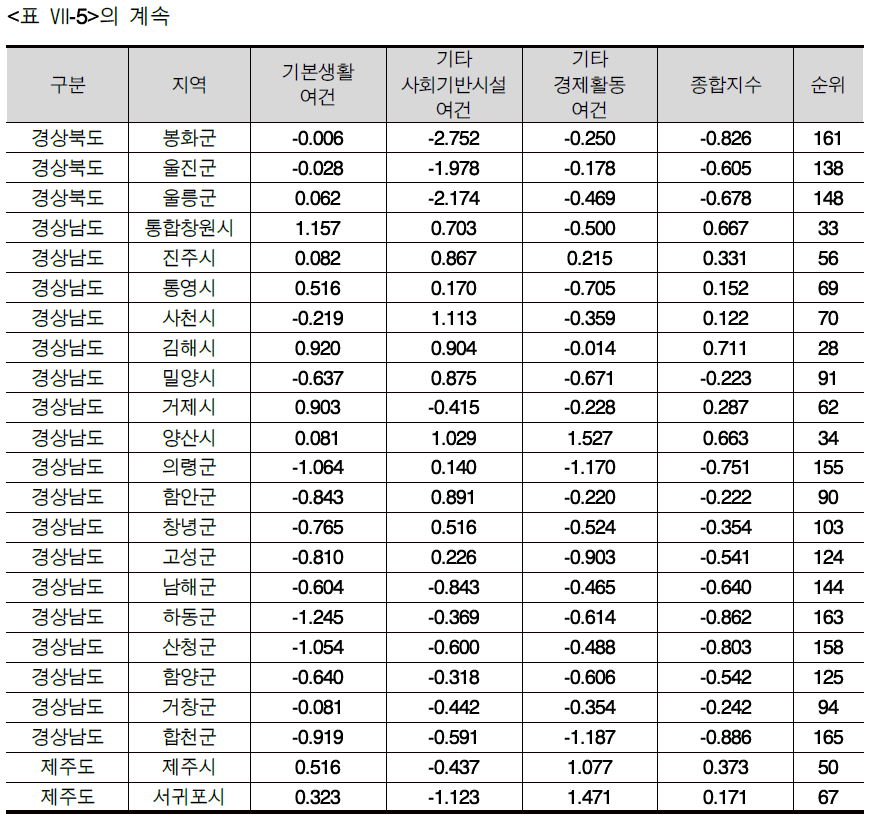 <표 Ⅶ-5>의 계속
구분 지역 기본생활 여건 기타 사회기반시설 여건 기타 경제활동 여건 종합지수 순위
경상북도 봉화군 -0.006 -2.752 -0.250 -0.826 161
경상북도 울진군 -0.028 -1.978 -0.178 -0.605 138
경상북도 울릉군 0.062 -2.174 -0.469 -0.678 148
경상남도 통합창원시 1.157 0.703 -0.500 0.667 33
경상남도 진주시 0.082 0.867 0.215 0.331 56
경상남도 통영시 0.516 0.170 -0.705 0.152 69
경상남도 사천시 -0.219 1.113 -0.359 0.122 70
경상남도 김해시 0.920 0.904 -0.014 0.711 28
경상남도 밀양시 -0.637 0.875 -0.671 -0.223 91
경상남도 거제시 0.903 -0.415 -0.228 0.287 62
경상남도 양산시 0.081 1.029 1.527 0.663 34
경상남도 의령군 -1.064 0.140 -1.170 -0.751 155
경상남도 함안군 -0.843 0.891 -0.220 -0.222 90
경상남도 창녕군 -0.765 0.516 -0.524 -0.354 103
경상남도 고성군 -0.810 0.226 -0.903 -0.541 124
경상남도 남해군 -0.604 -0.843 -0.465 -0.640 144
경상남도 하동군 -1.245 -0.369 -0.614 -0.862 163
경상남도 산청군 -1.054 -0.600 -0.488 -0.803 158
경상남도 함양군 -0.640 -0.318 -0.606 -0.542 125
경상남도 거창군 -0.081 -0.442 -0.354 -0.242 94
경상남도 합천군 -0.919 -0.591 -1.187 -0.886 165
제주도 제주시 0.516 -0.437 1.077 0.373 50
제주도 서귀포시 0.323 -1.123 1.471 0.171 67